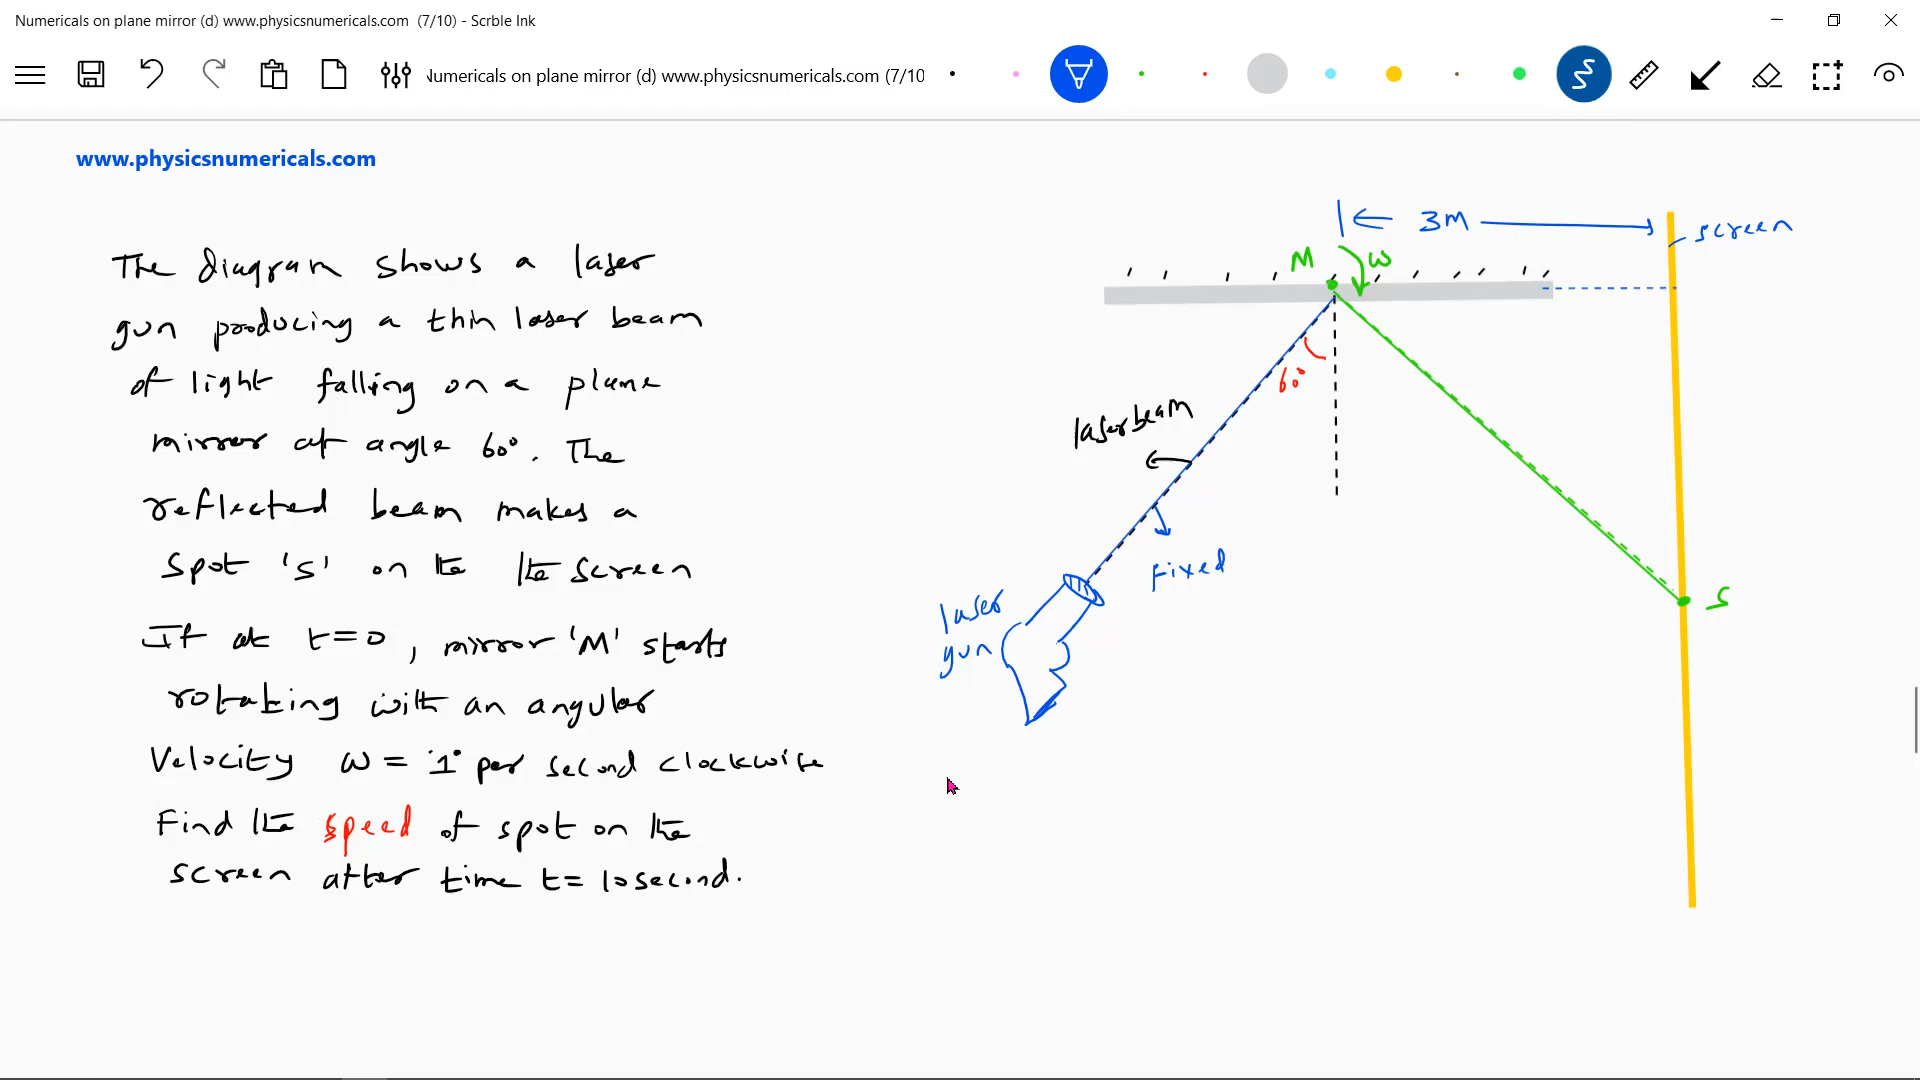 Numericals on plane mirror (d) www.physicsnumericals.com (7/10) - Scrble Ink
Numericals on plane mirror (d) www.physicsnumericals.com (7/10
www.physicsnumericals.com
The diagram shows a laser
gun producing a thin laser beam
of light falling on a plane
mirror at angle 60°. The
reflected beam makes a
spot 's' on the the screen
If at t=0, mirror 'M' starts
rotating with an angular
Velocity ω = 1° per second clockwise
Find the speed of spot on the
screen after time t= 10second.
3M
screen
M
ω
60°
laser beam
Fixed
laser
gun
S